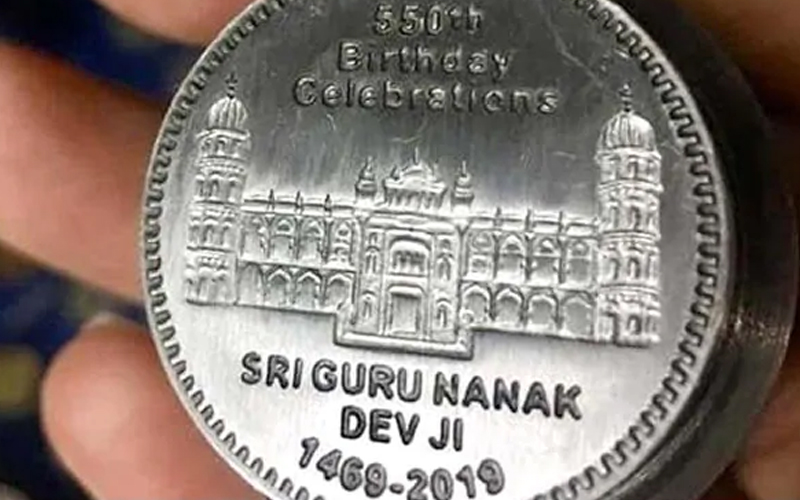 550th
Birthday
Celebrations
SRI GURU NANAK
DEV JI
1469-2019